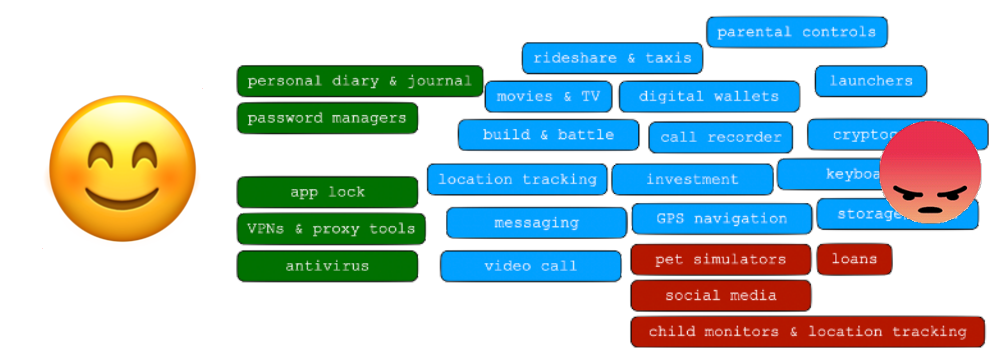 parental controls
rideshare & taxis
personal diary & journal
launchers
movies & TV
digital wallets
password managers
build & battle
call recorder
location tracking
investment
app lock
messaging
GPS navigation
storage
VPNs & proxy tools
antivirus
video call
pet simulators
loans
social media
child monitors & location tracking